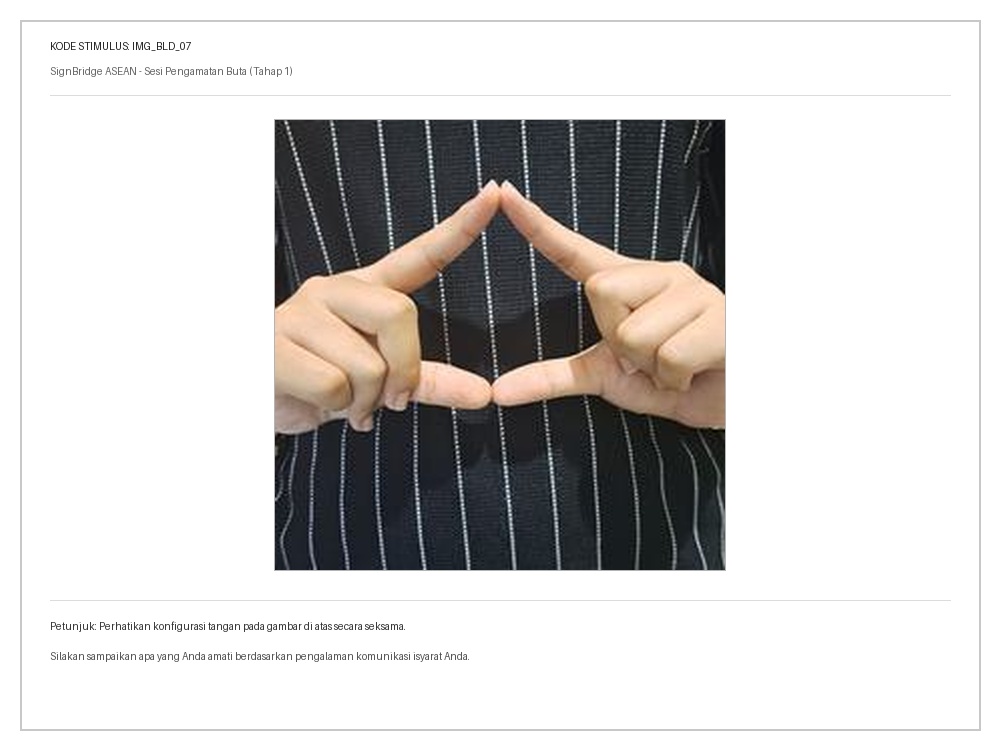 KODE STIMULUS: IMG_BLD_07
SignBridge ASEAN - Sesi Pengamatan Buta (Tahap 1)
Petunjuk: Perhatikan konfigurasi tangan pada gambar di atas secara seksama.
Silakan sampaikan apa yang Anda amati berdasarkan pengalaman komunikasi isyarat Anda.